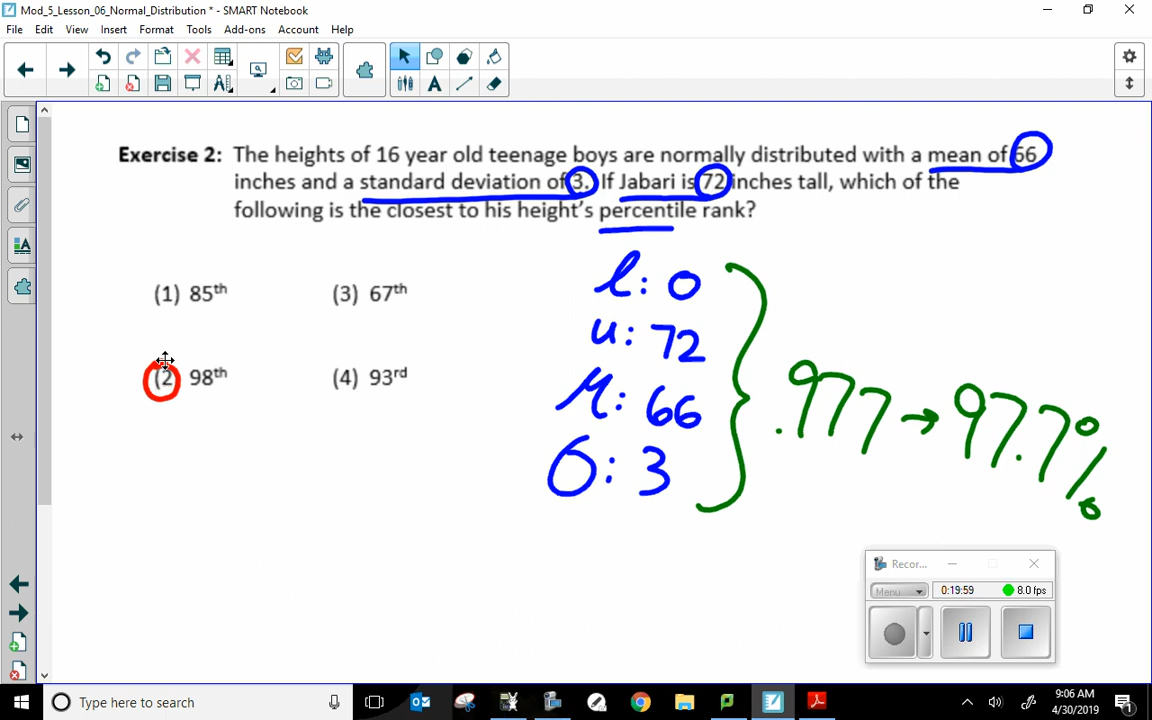 Mod_5_Lesson_06_Normal_Distribution * - SMART Notebook
File Edit View Insert Format Tools Add-ons Account Help
Exercise 2: The heights of 16 year old teenage boys are normally distributed with a mean of 66
inches and a standard deviation of 3. If Jabari is 72 inches tall, which of the
following is the closest to his height's percentile rank?
(1) 85th (3) 67th
(2) 98th (4) 93rd
l: 0
u: 72
μ: 66
σ: 3
.977 → 97.7%
Recor...
Menu 0:19:59 8.0 fps
Type here to search
9:06 AM
4/30/2019
1